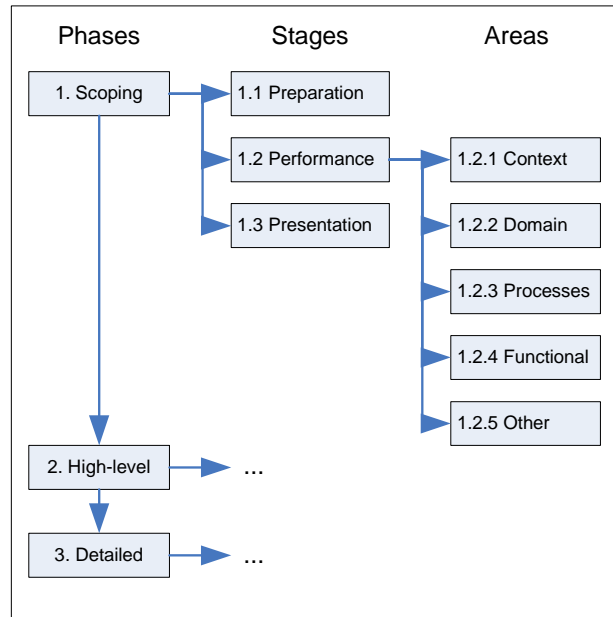 Phases Stages Areas
1. Scoping 1.1 Preparation
1.2 Performance 1.2.1 Context
1.3 Presentation 1.2.2 Domain
1.2.3 Processes
1.2.4 Functional
1.2.5 Other
2. High-level ...
3. Detailed ...